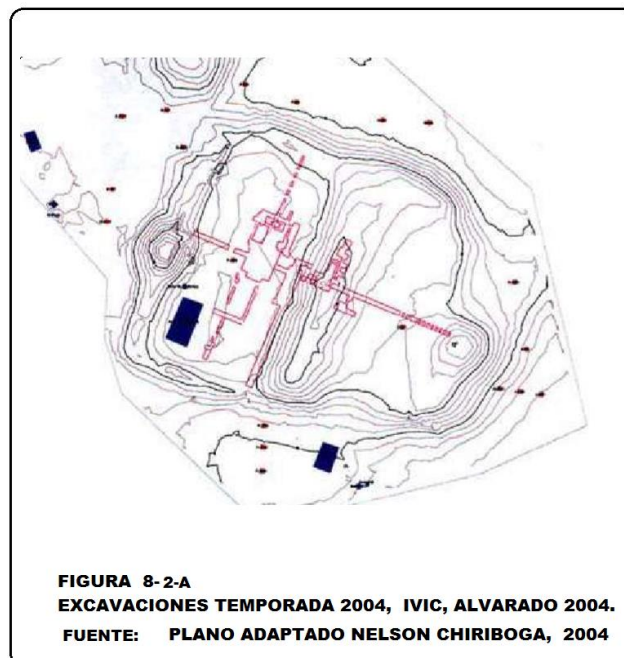 FIGURA 8-2-A
EXCAVACIONES TEMPORADA 2004, IVIC, ALVARADO 2004.
FUENTE: PLANO ADAPTADO NELSON CHIRIBOGA, 2004